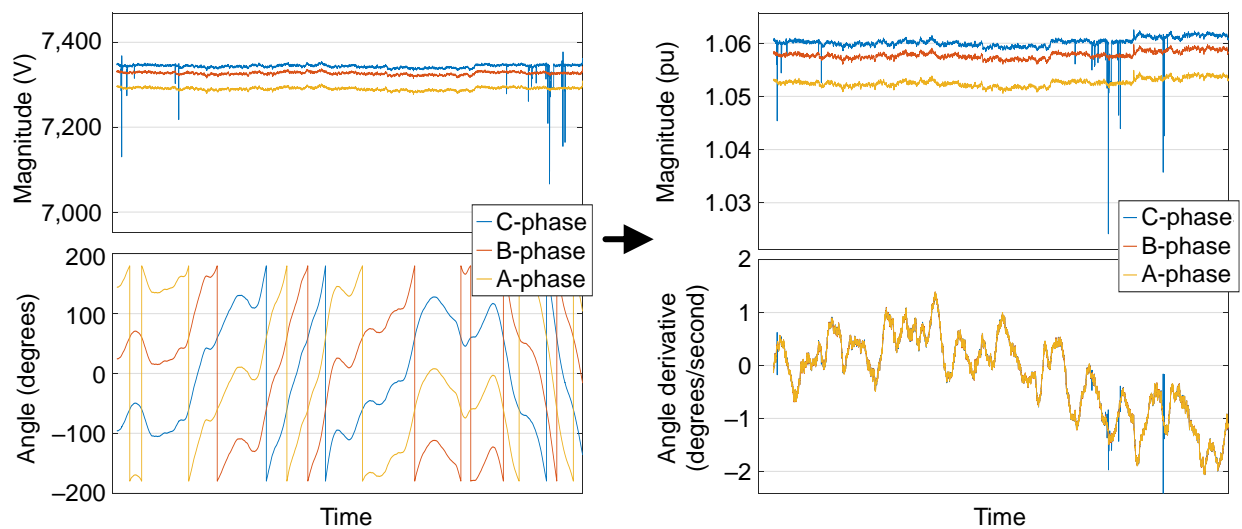 7,400
7,200
7,000
Magnitude (V)
C-phase
B-phase
A-phase
200
100
0
–100
–200
Angle (degrees)
Time
1.06
1.05
1.04
1.03
Magnitude (pu)
C-phase
B-phase
A-phase
2
1
0
–1
–2
Angle derivative
(degrees/second)
Time